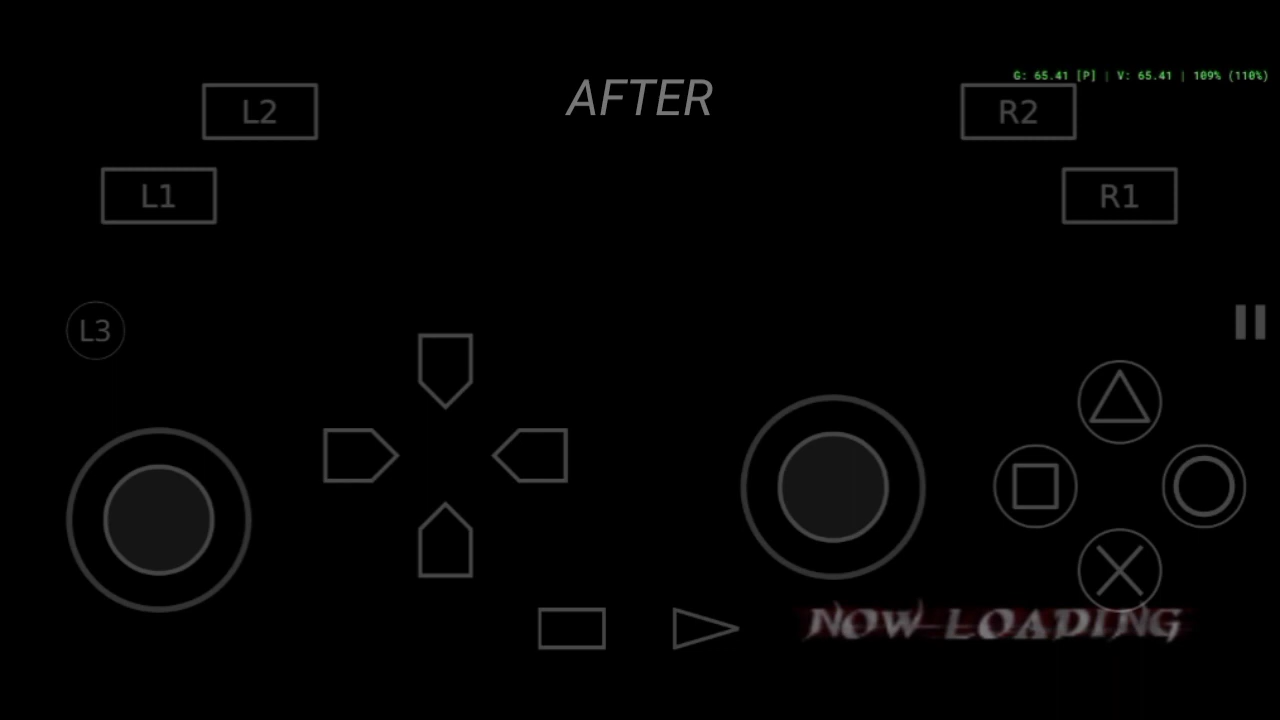 G: 65.41 [P] | V: 65.41 | 109% (110%)
AFTER
L2
R2
L1
R1
L3
NOW LOADING